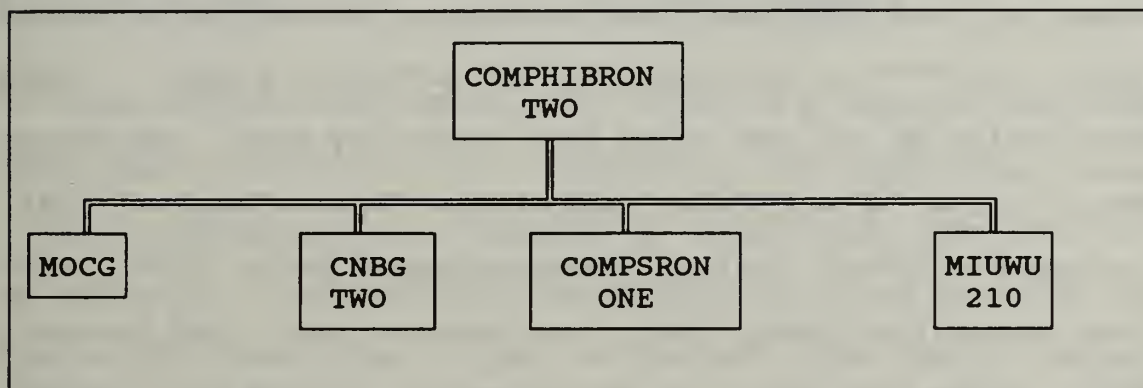 COMPHIBRON
TWO
MOCG
CNBG
TWO
COMPSRON
ONE
MIUWU
210